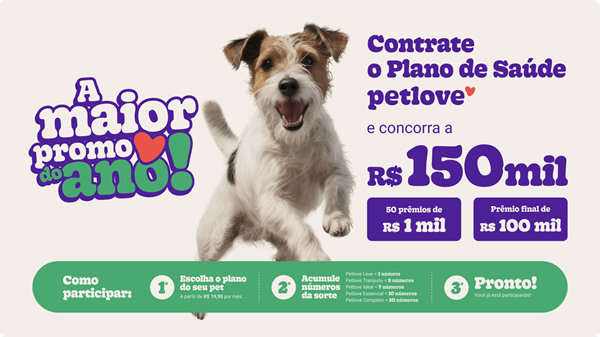 A
maior
promo
do ano!
Contrate
o Plano de Saúde
petlove
e concorra a
R$ 150 mil
50 prêmios de
R$ 1 mil
Prêmio final de
R$ 100 mil
Como
participar:
1º
Escolha o plano
do seu pet
A partir de R$ 19,90 por mês.
2º
Acumule
números
da sorte
Petlove Leve = 1 número
Petlove Tranquilo = 5 números
Petlove Ideal = 7 números
Petlove Essencial = 10 números
Petlove Completo = 20 números
3º
Pronto!
Você já está participando!